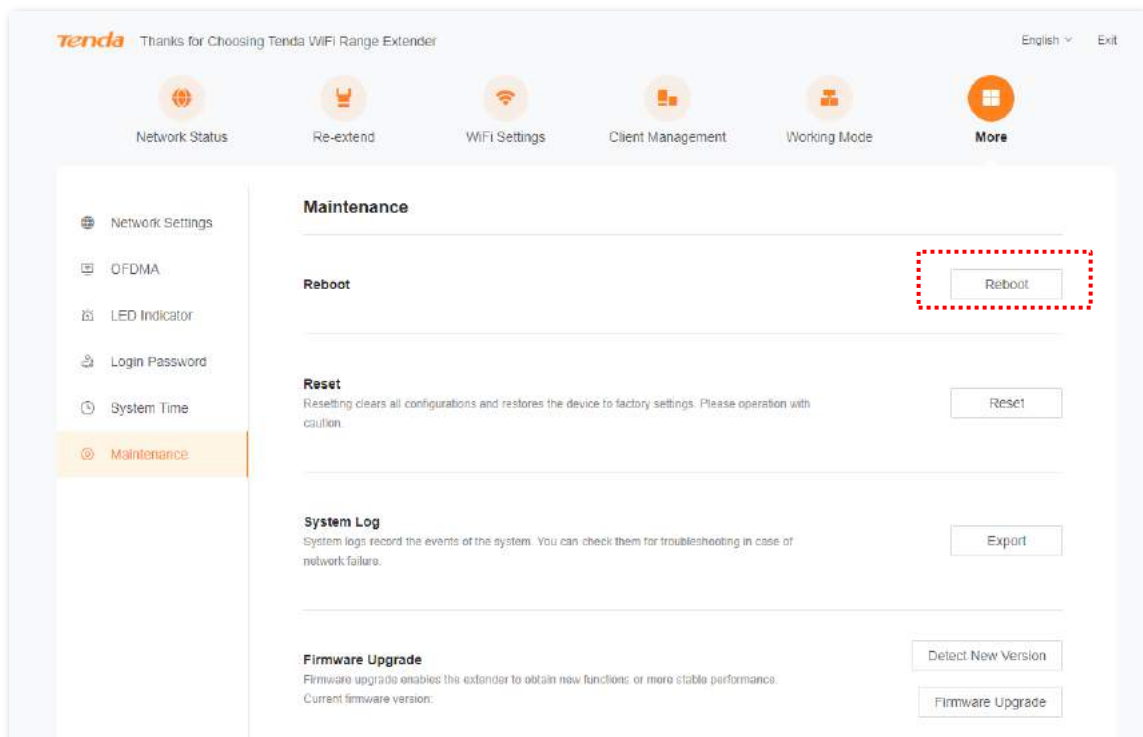 Tenda Thanks for Choosing Tenda WiFi Range Extender English Exit
Network Status Re-extend WiFi Settings Client Management Working Mode More
Network Settings
OFDMA
LED Indicator
Login Password
System Time
Maintenance
Maintenance
Reboot Reboot
Reset
Resetting clears all configurations and restores the device to factory settings. Please operation with
caution.
Reset
System Log
System logs record the events of the system. You can check them for troubleshooting in case of
network failure.
Export
Firmware Upgrade
Firmware upgrade enables the extender to obtain new functions or more stable performance.
Current firmware version:
Detect New Version
Firmware Upgrade